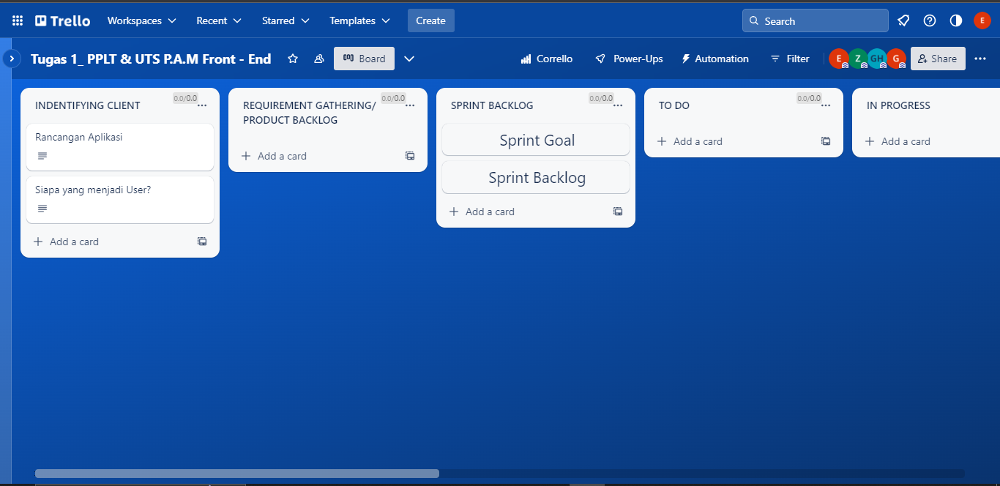 Trello
Workspaces
Recent
Starred
Templates
Create
Search
E
Tugas 1_ PPLT & UTS P.A.M Front - End
Board
Corrello
Power-Ups
Automation
Filter
E
Z
GH
G
Share
INDENTIFYING CLIENT
0.0/0.0
Rancangan Aplikasi
Siapa yang menjadi User?
Add a card
REQUIREMENT GATHERING/
PRODUCT BACKLOG
0.0/0.0
Add a card
SPRINT BACKLOG
0.0/0.0
Sprint Goal
Sprint Backlog
Add a card
TO DO
0.0/0.0
Add a card
IN PROGRESS
Add a card